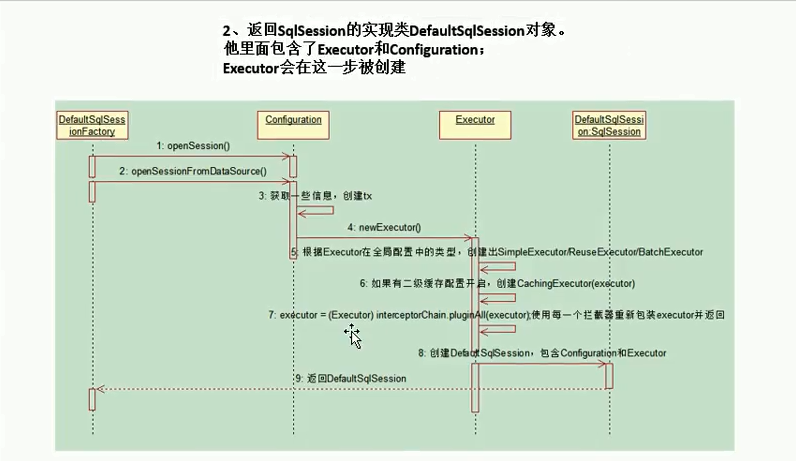 2、返回SqlSession的实现类DefaultSqlSession对象。
他里面包含了Executor和Configuration；
Executor会在这一步被创建
DefaultSqlSess
ionFactory
Configuration
Executor
DefaultSqlSessi
on:SqlSession
1: openSession()
2: openSessionFromDataSource()
3: 获取一些信息，创建tx
4: newExecutor()
5: 根据Executor在全局配置中的类型，创建出SimpleExecutor/ReuseExecutor/BatchExecutor
6: 如果有二级缓存配置开启，创建CachingExecutor(executor)
7: executor = (Executor) interceptorChain.pluginAll(executor);使用每一个拦截器重新包装executor并返回
8: 创建DefaultSqlSession，包含Configuration和Executor
9: 返回DefaultSqlSession